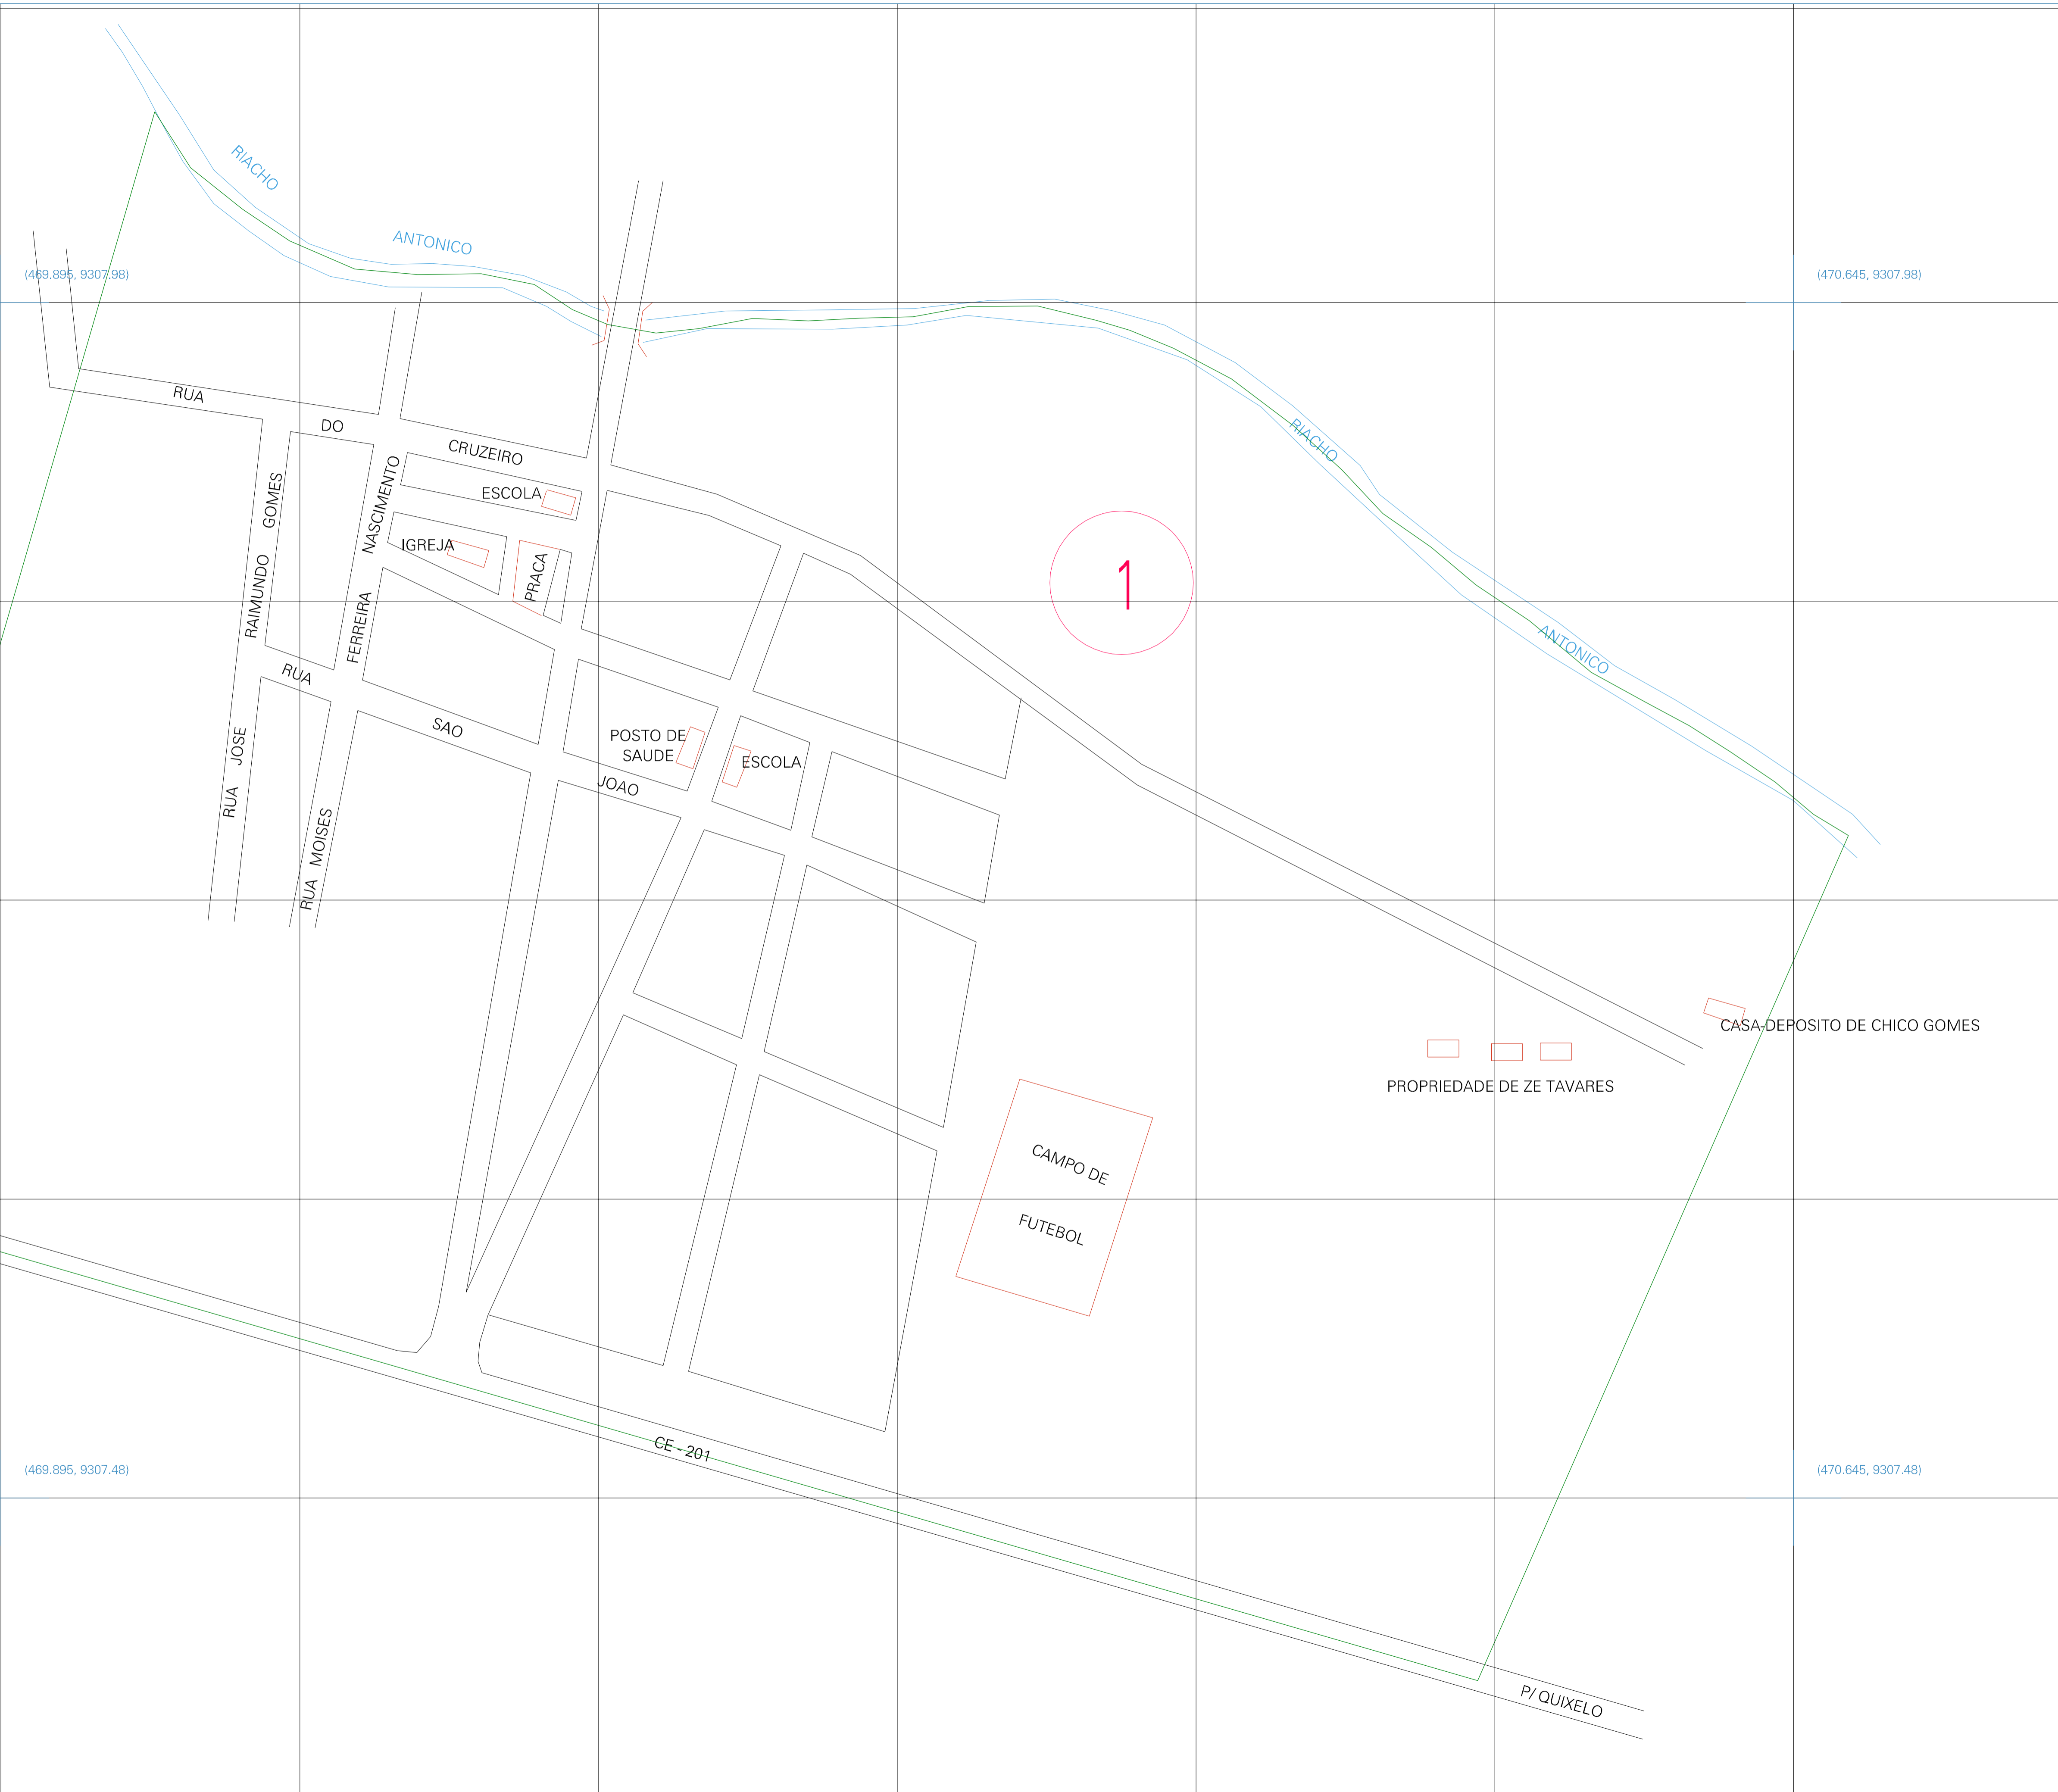 RIACHO
ANTONICO
(469.895, 9307.98)
(470.645, 9307.98)
RUA
DO
CRUZEIRO
RIACHO
ESCOLA
GOMES
NASCIMENTO
IGREJA
PRACA
1
RAIMUNDO
FERREIRA
ANTONICO
RUA
SAO
JOSE
POSTO DE
SAUDE
ESCOLA
JOAO
RUA
MOISES
RUA
CASA-DEPOSITO DE CHICO GOMES
PROPRIEDADE DE ZE TAVARES
CAMPO DE
FUTEBOL
CE - 201
(469.895, 9307.48)
(470.645, 9307.48)
P/ QUIXELO